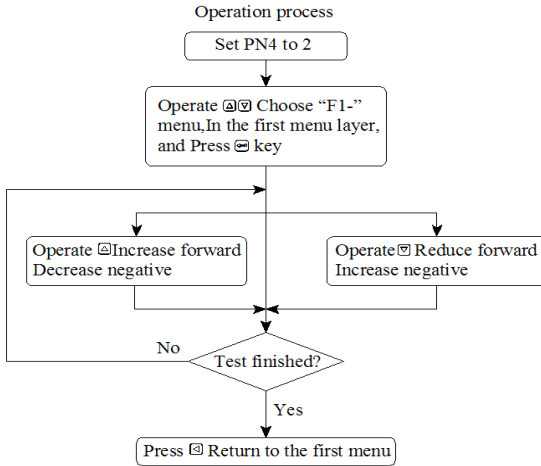 Operation process
Set PN4 to 2
Operate Choose “F1-”
menu,In the first menu layer,
and Press key
Operate Increase forward
Decrease negative
Operate Reduce forward
Increase negative
No
Test finished?
Yes
Press Return to the first menu